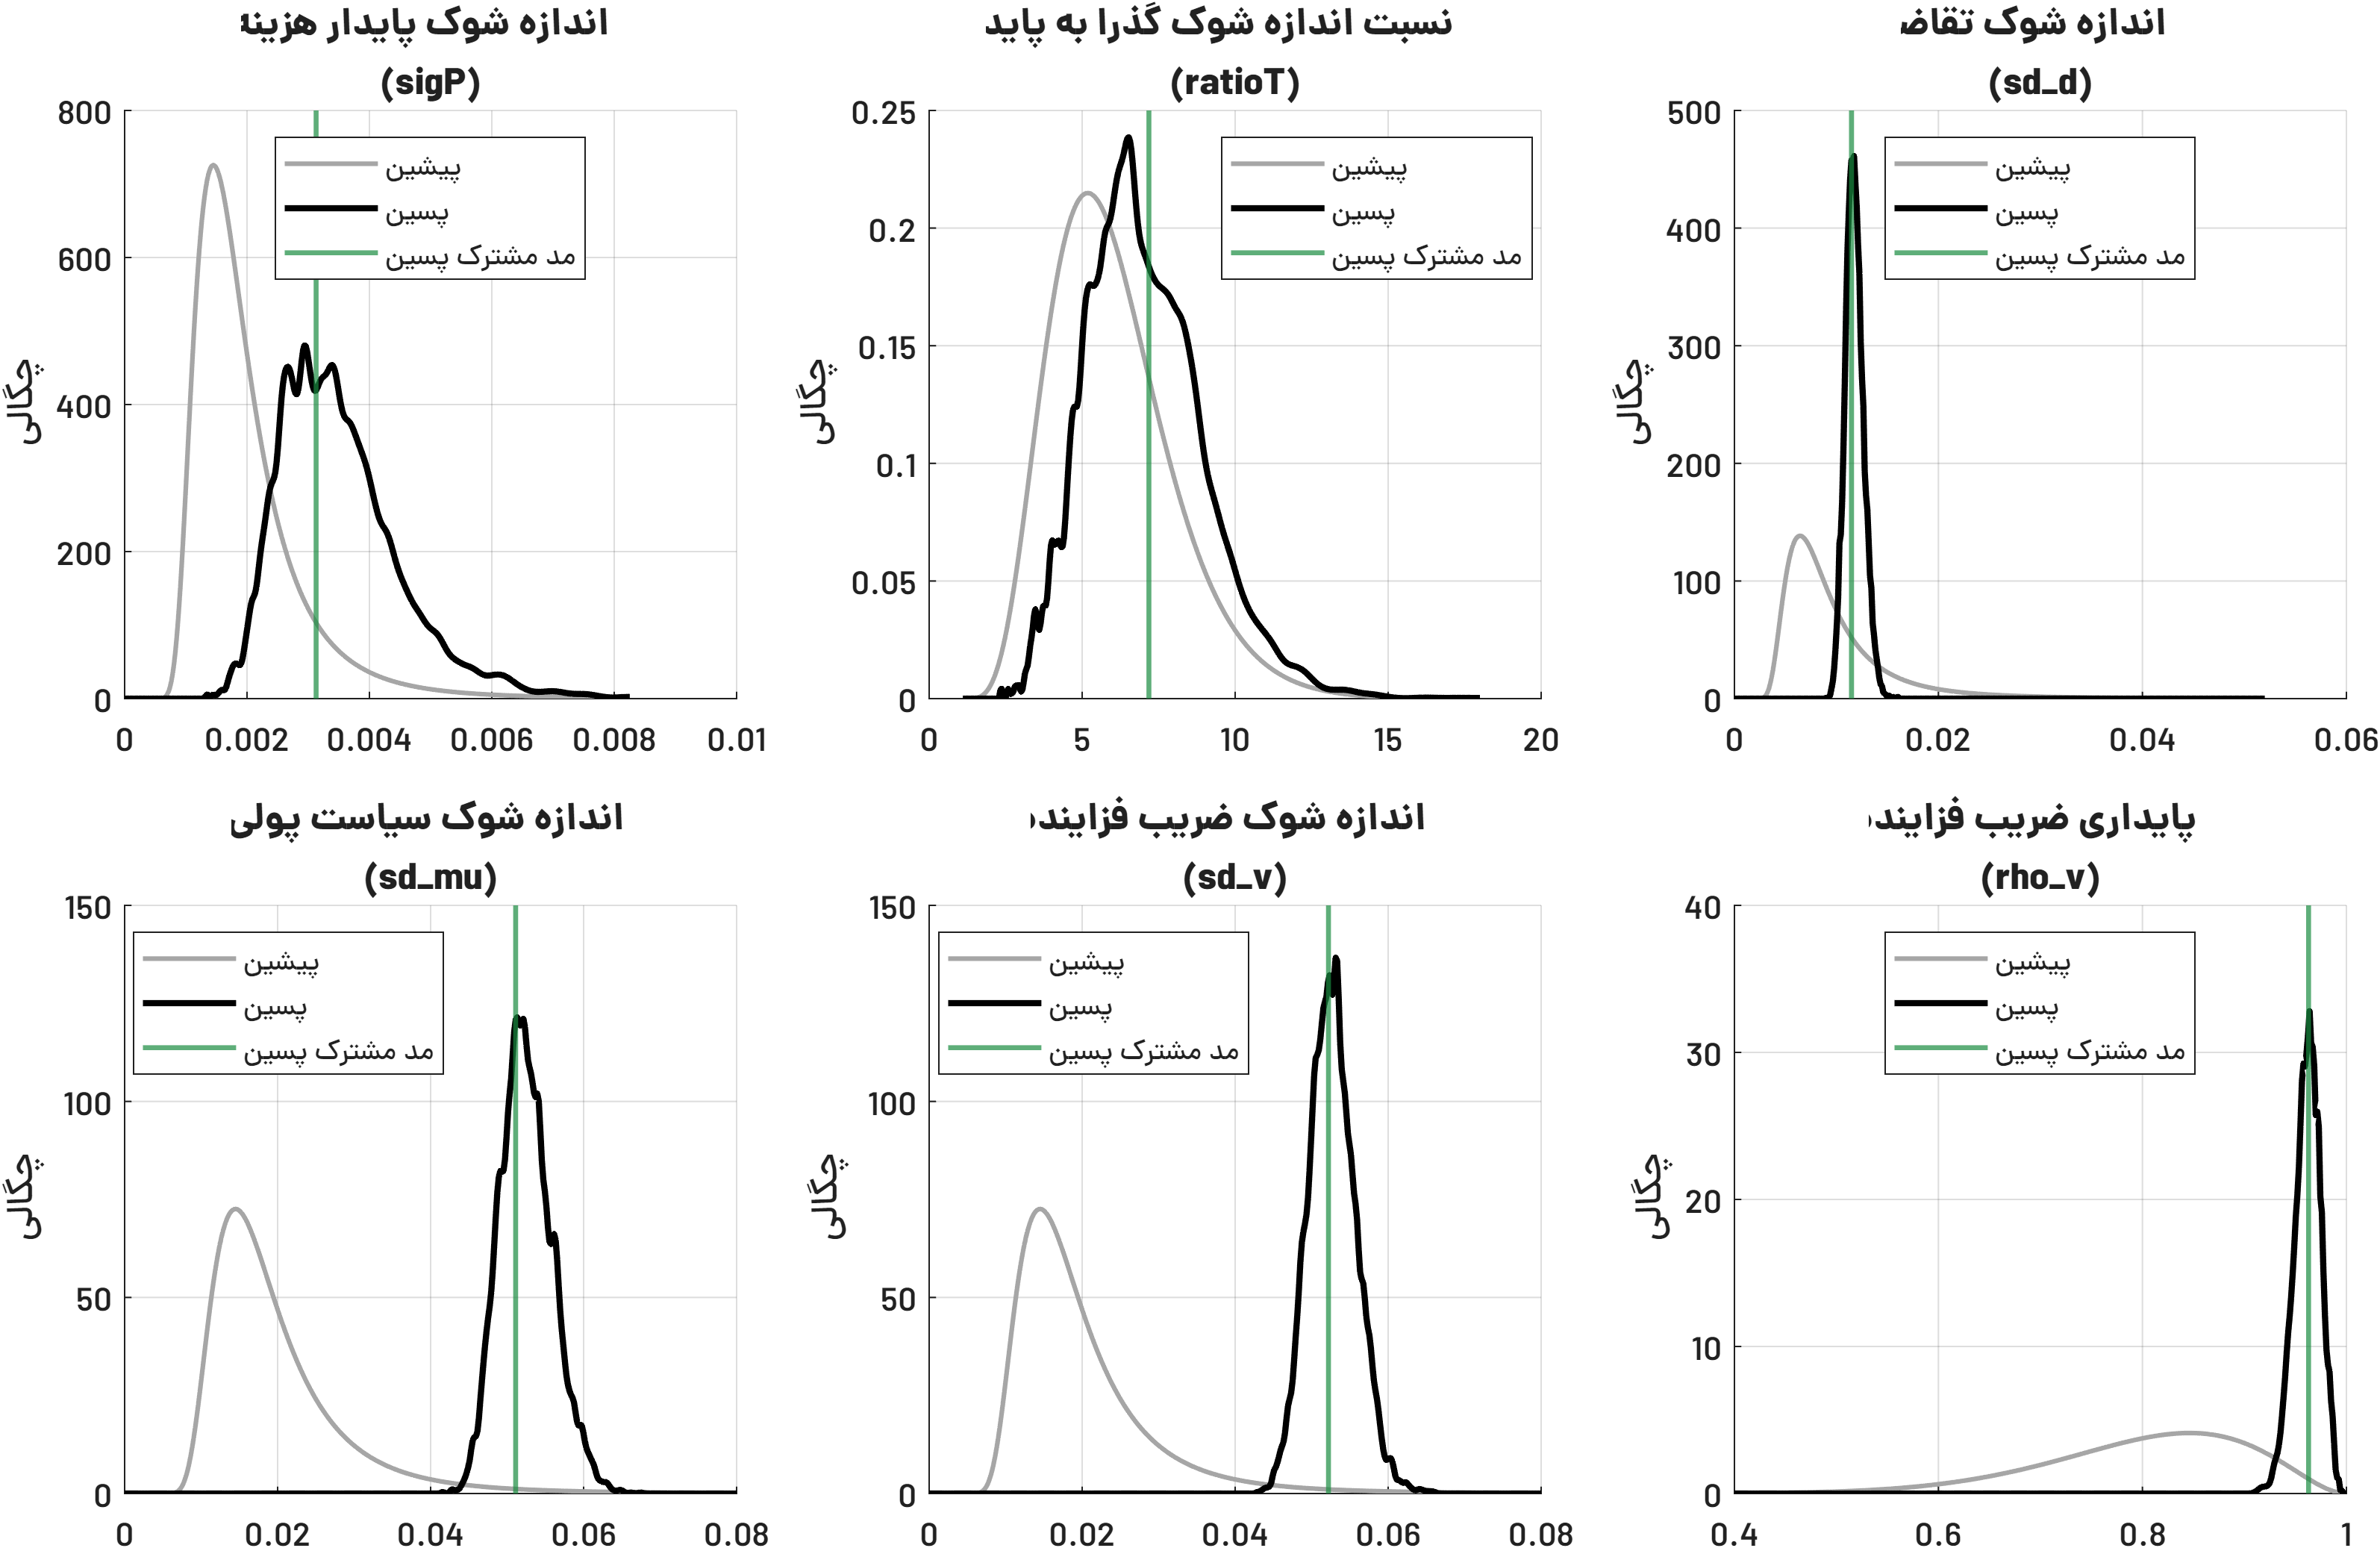 اندازه شوک پایدار هزینه
(sigP)
800
600
400
200
0
چگالی
پیشین
پسین
مد مشترک پسین
0 0.002 0.004 0.006 0.008 0.01
نسبت اندازه شوک گذرا به پاید
(ratioT)
0.25
0.2
0.15
0.1
0.05
0
چگالی
پیشین
پسین
مد مشترک پسین
0 5 10 15 20
اندازه شوک تقاض
(sd_d)
500
400
300
200
100
0
چگالی
پیشین
پسین
مد مشترک پسین
0 0.02 0.04 0.06
اندازه شوک سیاست پولی
(sd_mu)
150
100
50
0
چگالی
پیشین
پسین
مد مشترک پسین
0 0.02 0.04 0.06 0.08
اندازه شوک ضریب فزاینده
(sd_v)
150
100
50
0
چگالی
پیشین
پسین
مد مشترک پسین
0 0.02 0.04 0.06 0.08
پایداری ضریب فزاینده
(rho_v)
40
30
20
10
0
چگالی
پیشین
پسین
مد مشترک پسین
0.4 0.6 0.8 1